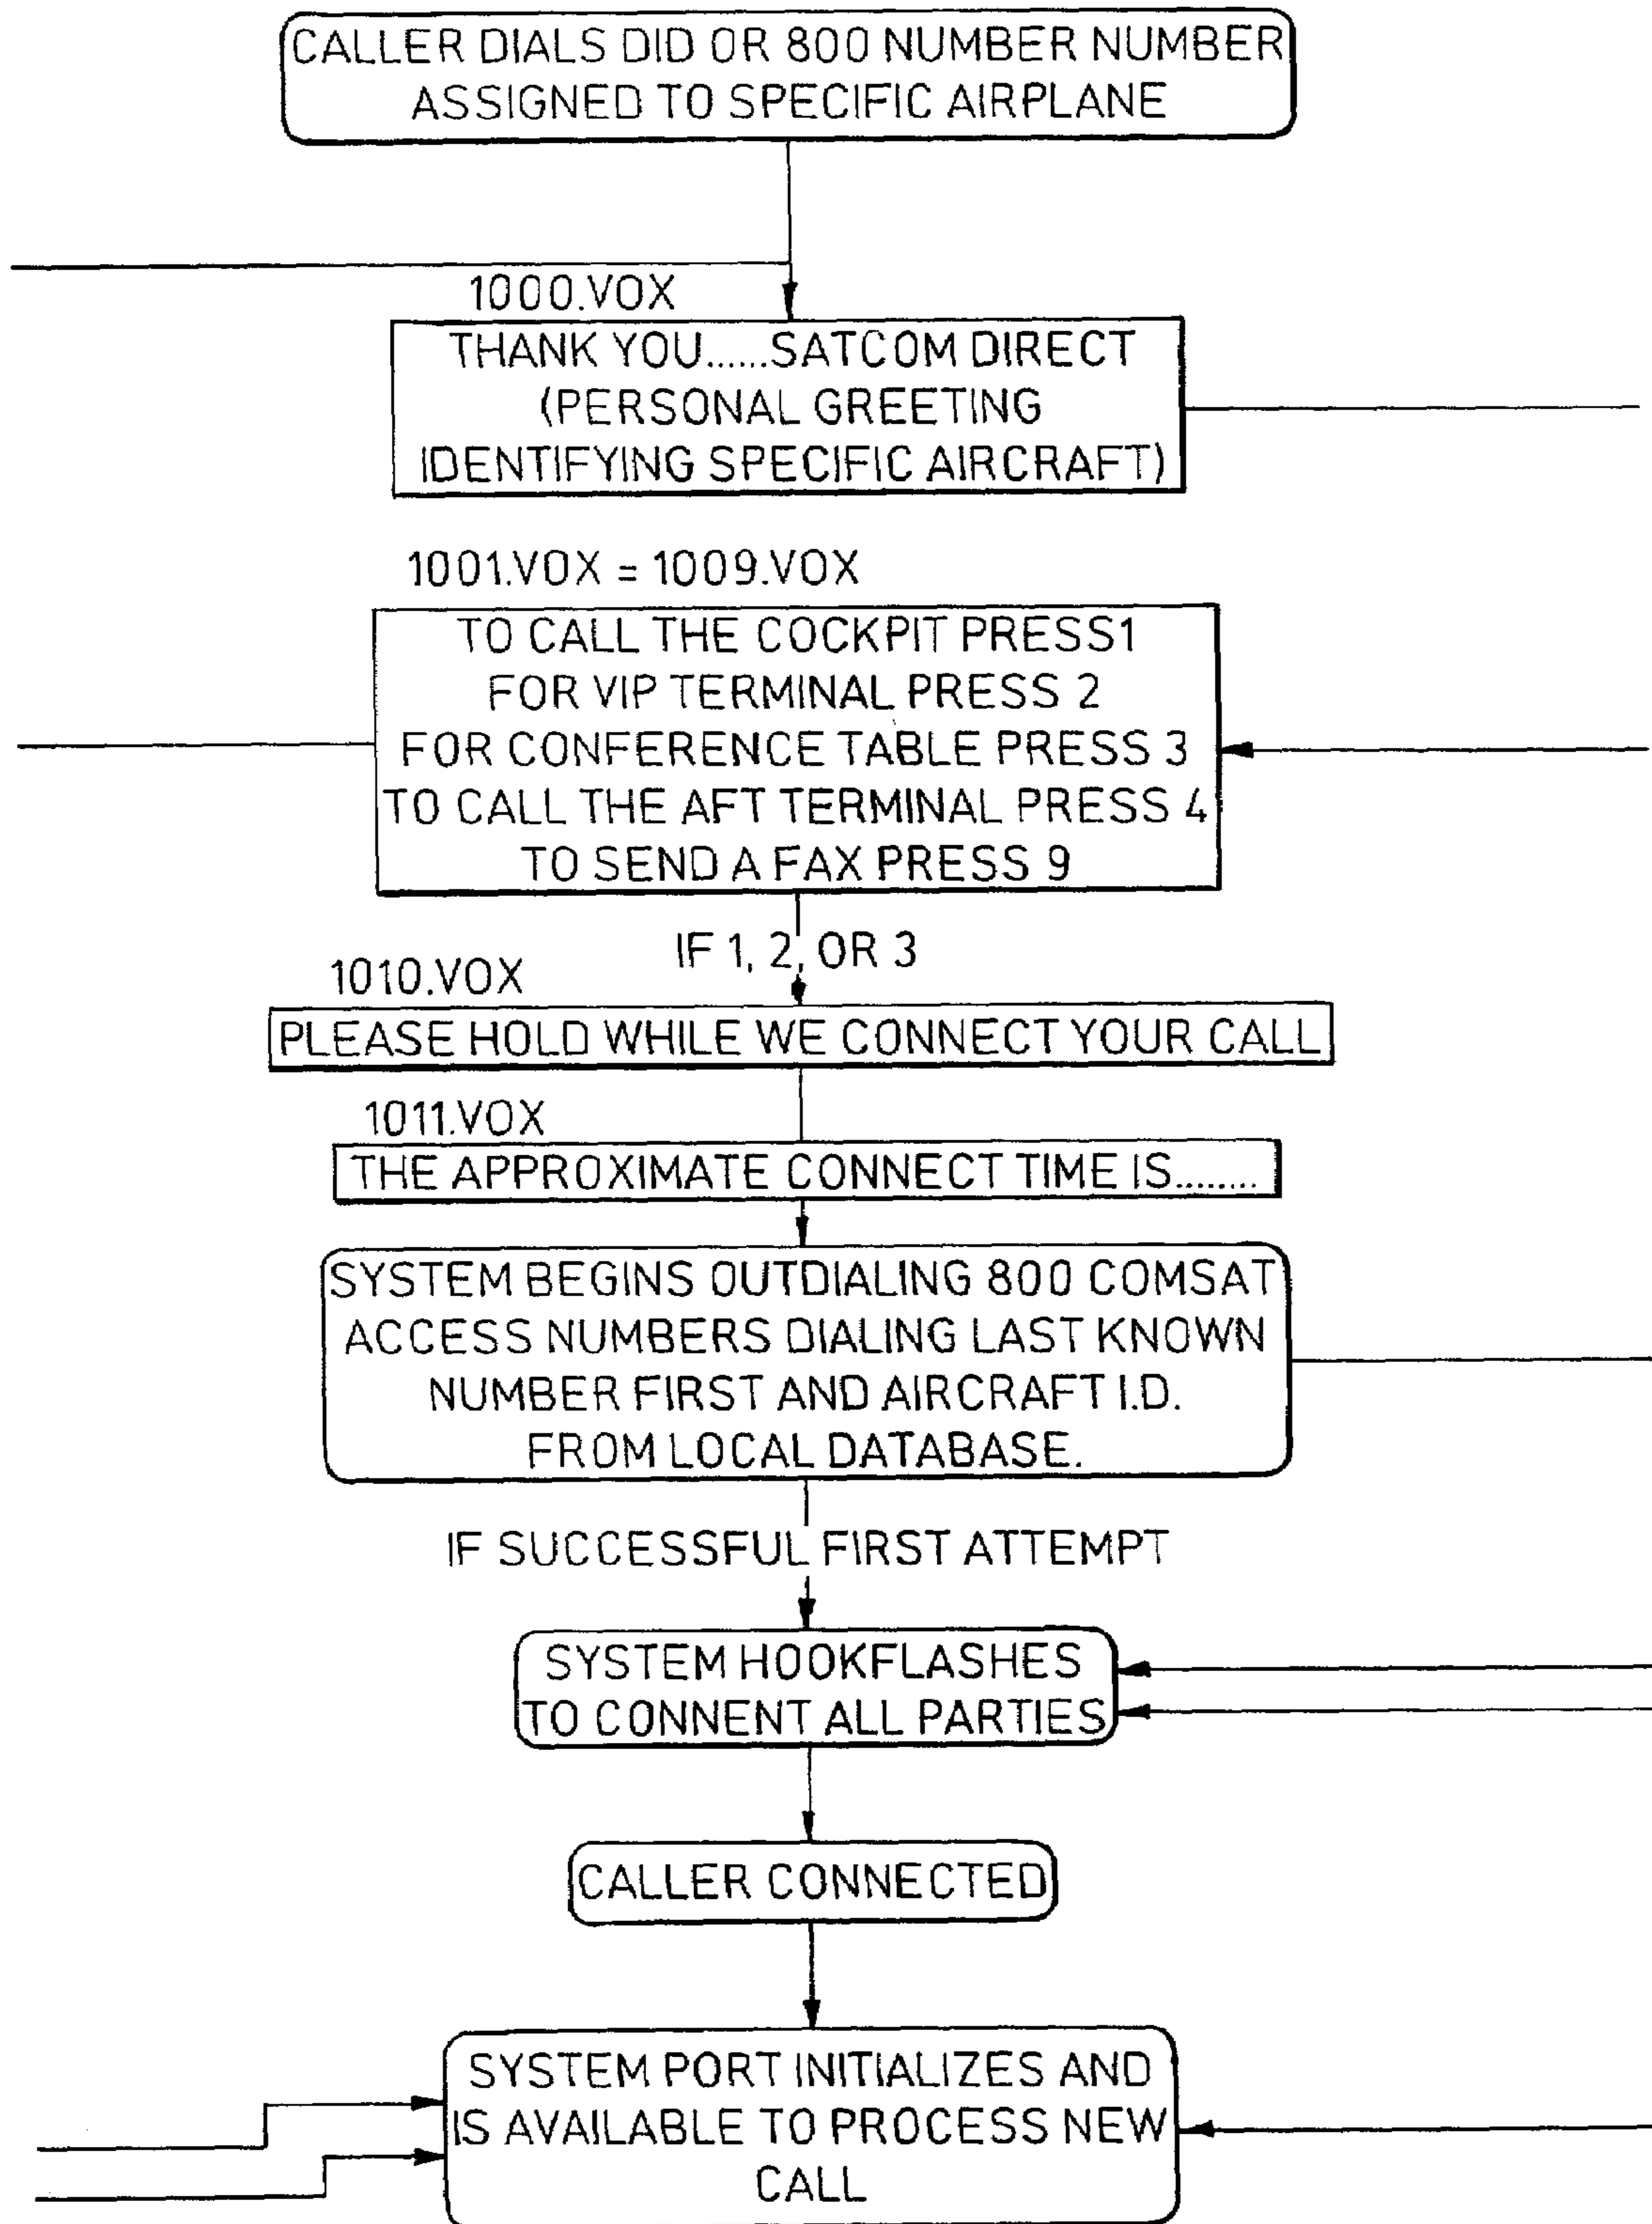 CALLER DIALS DID OR 800 NUMBER NUMBER
ASSIGNED TO SPECIFIC AIRPLANE
1000.VOX
THANK YOU......SATCOM DIRECT
(PERSONAL GREETING
IDENTIFYING SPECIFIC AIRCRAFT)
1001.VOX = 1009.VOX
TO CALL THE COCKPIT PRESS1
FOR VIP TERMINAL PRESS 2
FOR CONFERENCE TABLE PRESS 3
TO CALL THE AFT TERMINAL PRESS 4
TO SEND A FAX PRESS 9
IF 1, 2, OR 3
1010.VOX
PLEASE HOLD WHILE WE CONNECT YOUR CALL
1011.VOX
THE APPROXIMATE CONNECT TIME IS........
SYSTEM BEGINS OUTDIALING 800 COMSAT
ACCESS NUMBERS DIALING LAST KNOWN
NUMBER FIRST AND AIRCRAFT I.D.
FROM LOCAL DATABASE.
IF SUCCESSFUL FIRST ATTEMPT
SYSTEM HOOKFLASHES
TO CONNENT ALL PARTIES
CALLER CONNECTED
SYSTEM PORT INITIALIZES AND
IS AVAILABLE TO PROCESS NEW
CALL